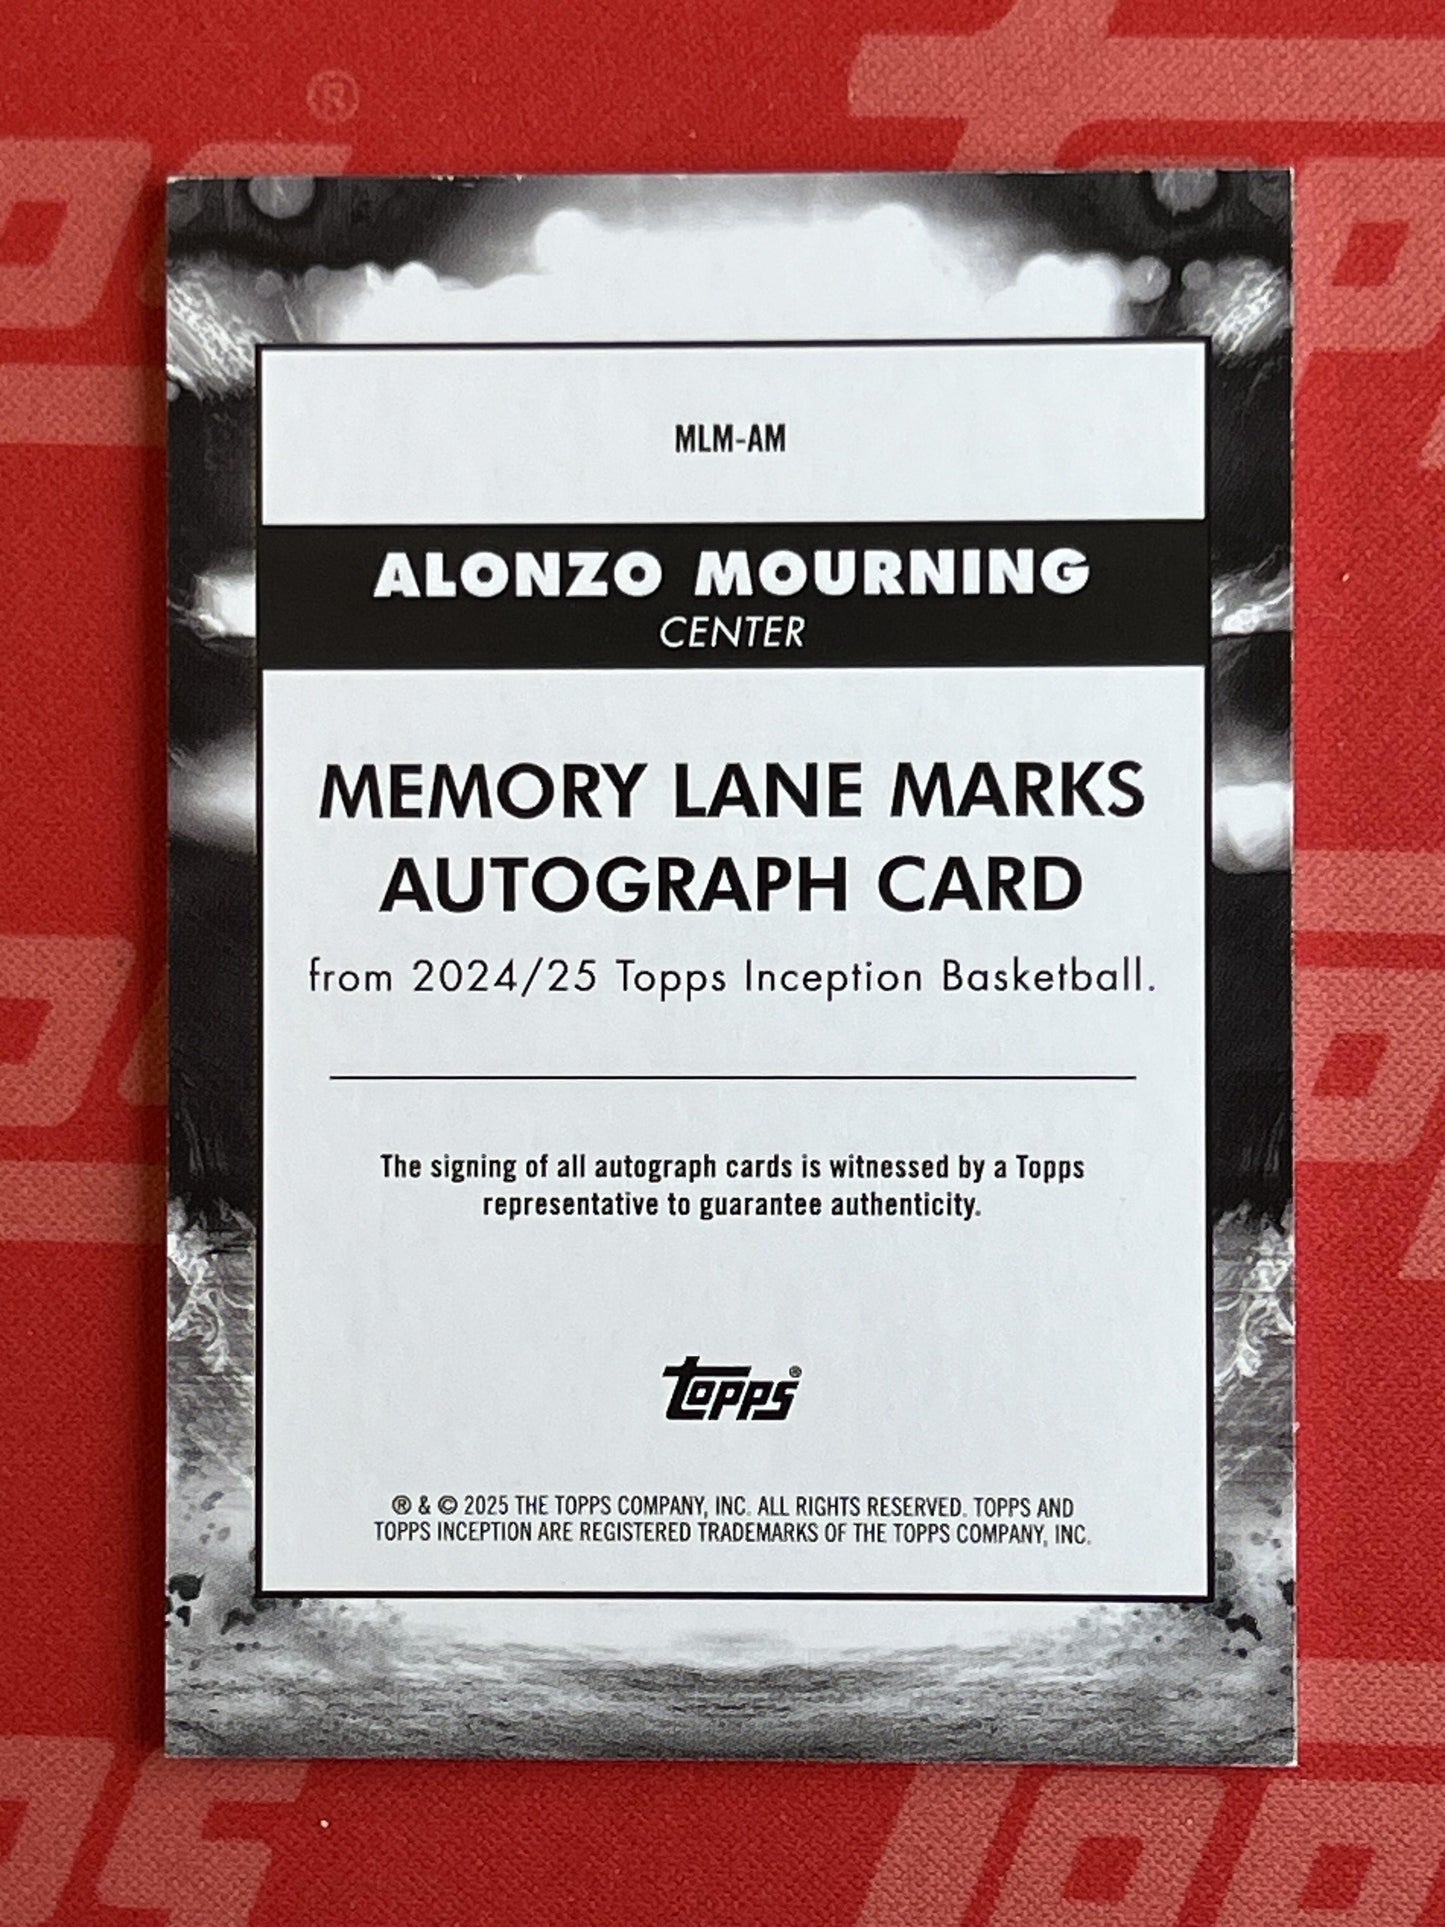 MLM-AM
ALONZO MOURNING
CENTER
MEMORY LANE MARKS
AUTOGRAPH CARD
from 2024/25 Topps Inception Basketball.
The signing of all autograph cards is witnessed by a Topps
representative to guarantee authenticity.
topps®
® & © 2025 THE TOPPS COMPANY, INC. ALL RIGHTS RESERVED. TOPPS AND
TOPPS INCEPTION ARE REGISTERED TRADEMARKS OF THE TOPPS COMPANY, INC.